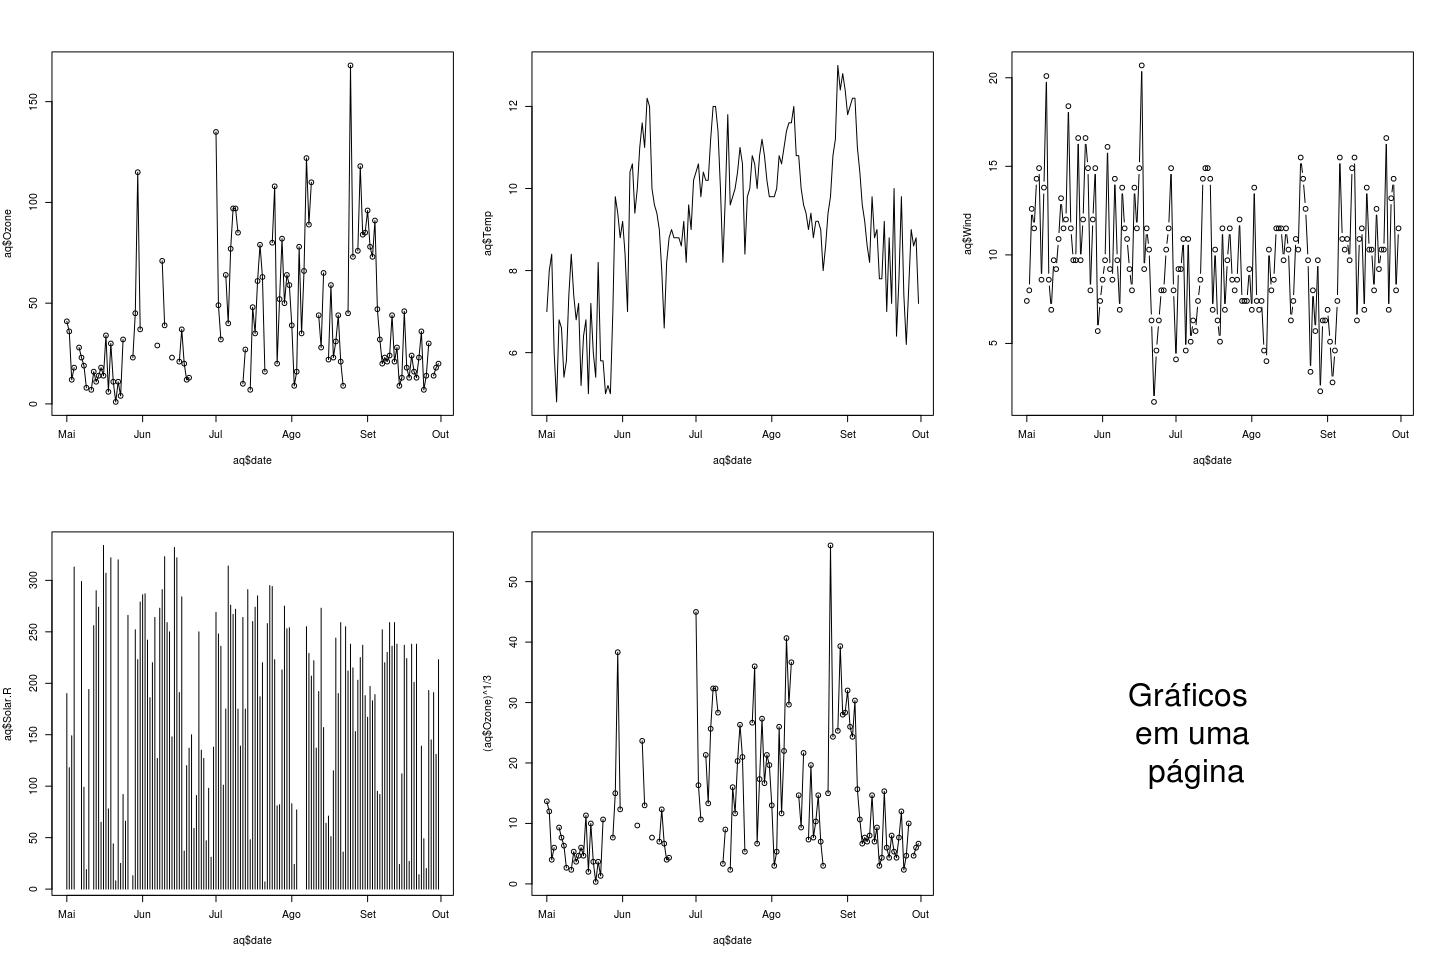 aq$Ozone
150
100
50
0
Mai Jun Jul Ago Set Out
aq$date
aq$Temp
12
10
8
6
Mai Jun Jul Ago Set Out
aq$date
aq$Wind
20
15
10
5
Mai Jun Jul Ago Set Out
aq$date
aq$Solar.R
300
250
200
150
100
50
0
Mai Jun Jul Ago Set Out
aq$date
(aq$Ozone)^1/3
50
40
30
20
10
0
Mai Jun Jul Ago Set Out
aq$date
Gráficos
em uma
página